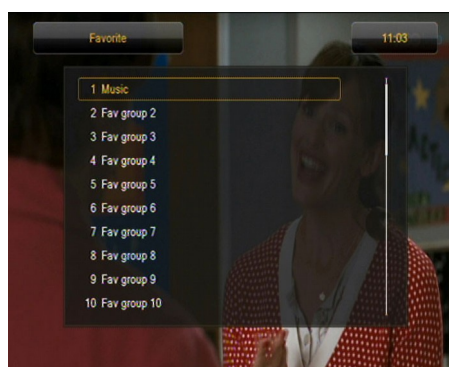 Favorite
11:03
1 Music
2 Fav group 2
3 Fav group 3
4 Fav group 4
5 Fav group 5
6 Fav group 6
7 Fav group 7
8 Fav group 8
9 Fav group 9
10 Fav group 10